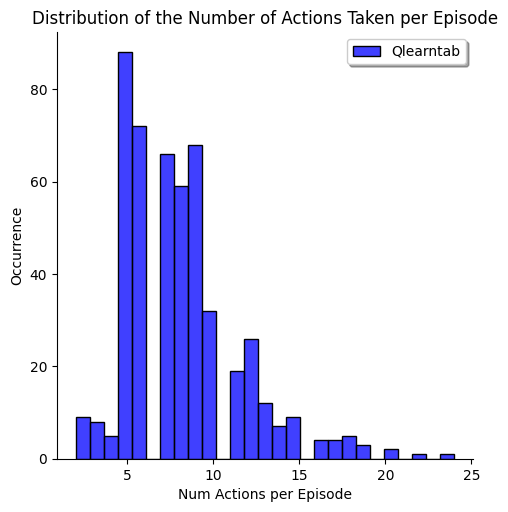 Distribution of the Number of Actions Taken per Episode
Qlearntab
80
60
40
20
0
Occurrence
5
10
15
20
25
Num Actions per Episode